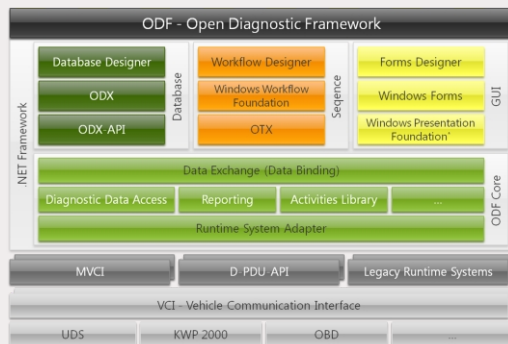 ODF - Open Diagnostic Framework
.NET Framework
Database Designer
ODX
ODX-API
Database
Workflow Designer
Windows Workflow
Foundation
OTX
Seqence
Forms Designer
Windows Forms
Windows Presentation
Foundation*
GUI
Data Exchange (Data Binding)
Diagnostic Data Access
Reporting
Activities Library
...
Runtime System Adapter
ODF Core
MVCI
D PDU API
Legacy Runtime Systems
VCI - Vehicle Communication Interface
UDS
KWP 2000
OBD
...